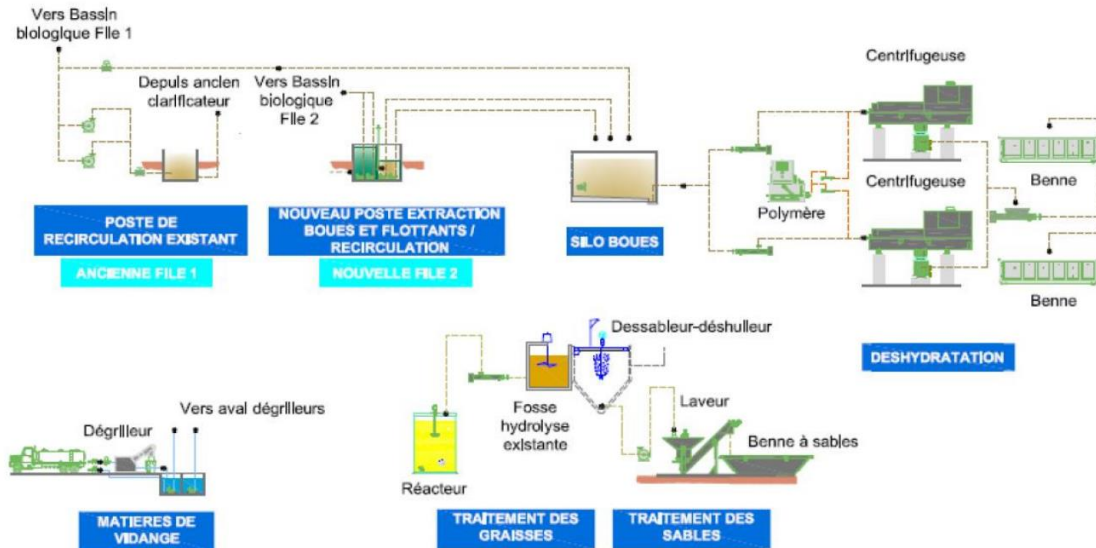 Vers Bassin
biologique File 1
Depuis ancien
clarificateur
Vers Bassin
biologique
File 2
POSTE DE
RECIRCULATION EXISTANT
ANCIENNE FILE 1
NOUVEAU POSTE EXTRACTION
BOUES ET FLOTTANTS /
RECIRCULATION
NOUVELLE FILE 2
SILO BOUES
Polymère
Centrifugeuse
Centrifugeuse
Benne
Benne
DESHYDRATATION
Vers aval dégrilleurs
Dégrilleur
MATIERES DE
VIDANGE
Dessableur-déshuileur
Fosse
hydrolyse
existante
Réacteur
Laveur
Benne à sables
TRAITEMENT DES
GRAISSES
TRAITEMENT DES
SABLES